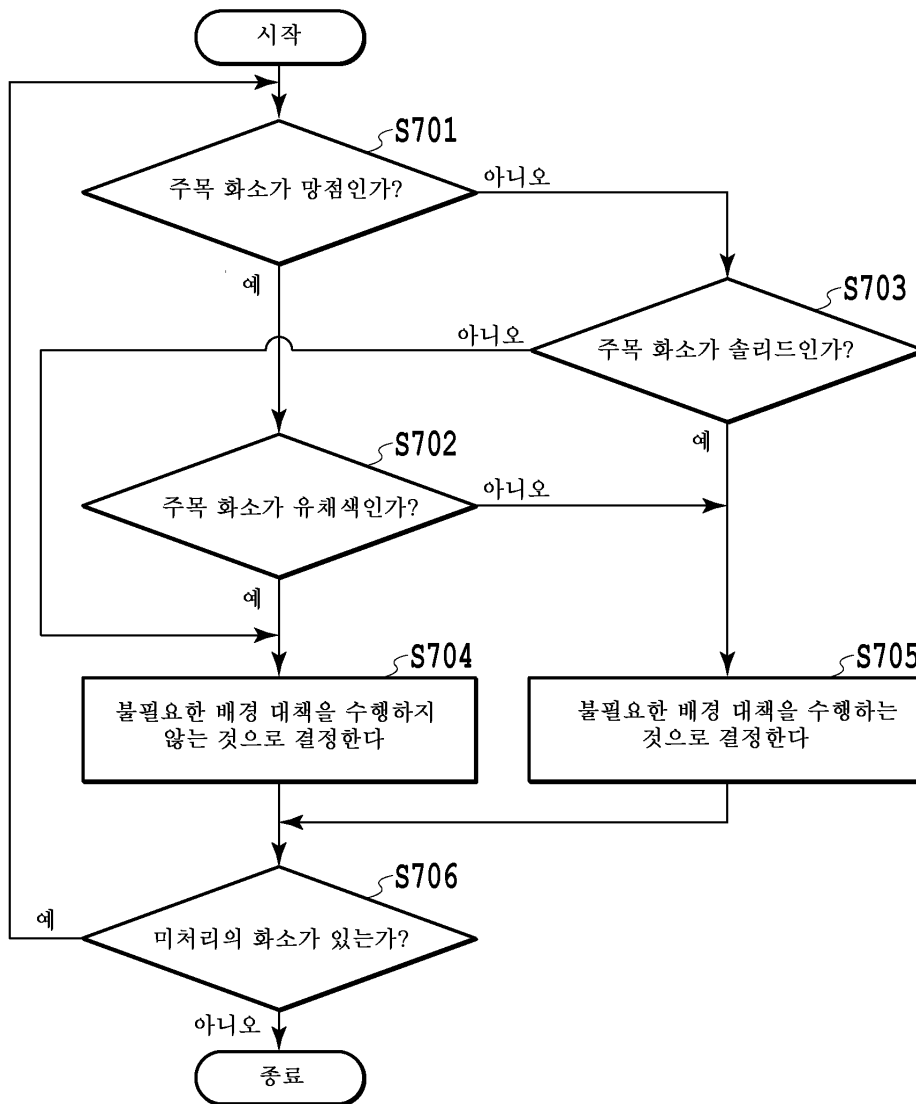 시작
S701
주목 화소가 망점인가?
아니오
예
S703
주목 화소가 솔리드인가?
아니오
예
S702
주목 화소가 유채색인가?
아니오
예
S704
불필요한 배경 대책을 수행하지
않는 것으로 결정한다
S705
불필요한 배경 대책을 수행하는
것으로 결정한다
S706
미처리의 화소가 있는가?
예
아니오
종료